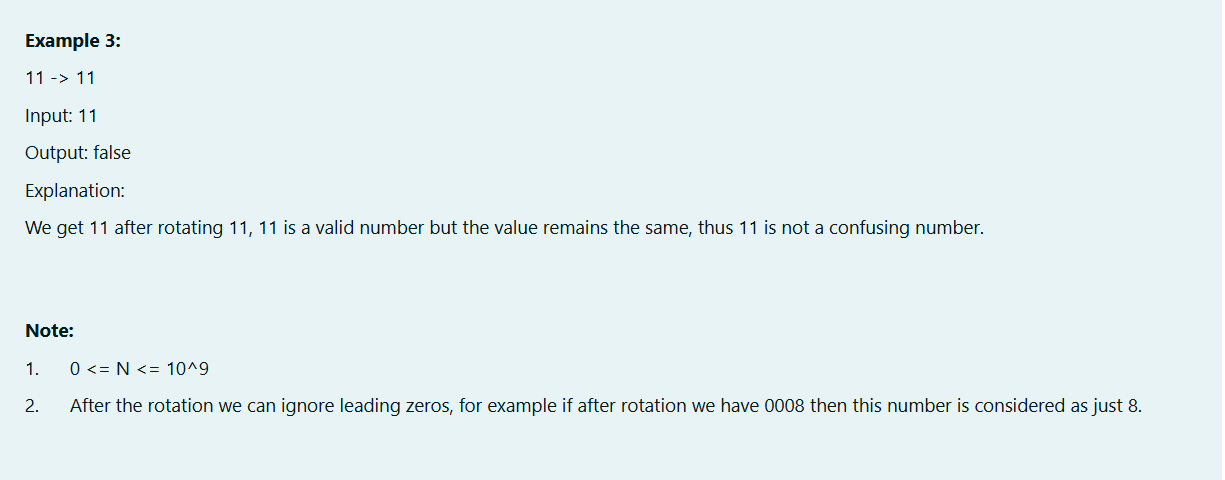 Example 3:
11 -> 11
Input: 11
Output: false
Explanation:
We get 11 after rotating 11, 11 is a valid number but the value remains the same, thus 11 is not a confusing number.
Note:
1. 0 <= N <= 10^9
2. After the rotation we can ignore leading zeros, for example if after rotation we have 0008 then this number is considered as just 8.